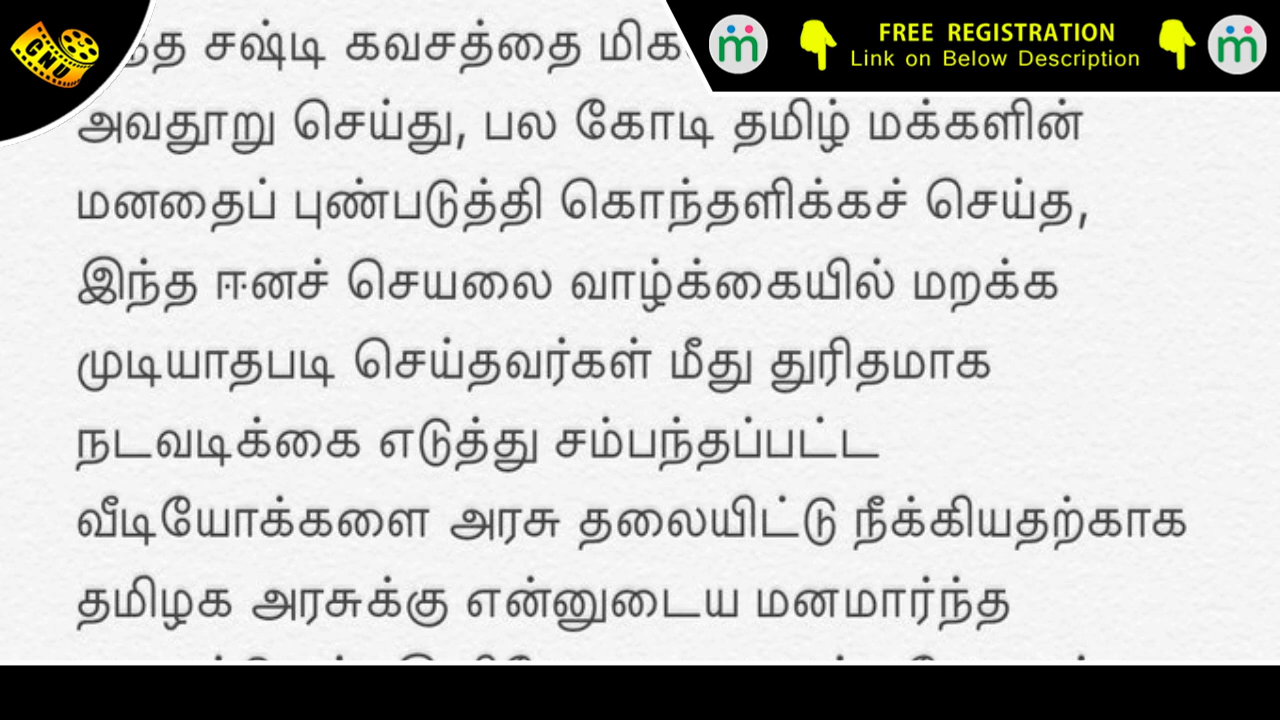 சஷ்டி கவசத்தை மிக
அவதூறு செய்து, பல கோடி தமிழ் மக்களின்
மனதைப் புண்படுத்தி கொந்தளிக்கச் செய்த,
இந்த ஈனச் செயலை வாழ்க்கையில் மறக்க
முடியாதபடி செய்தவர்கள் மீது துரிதமாக
நடவடிக்கை எடுத்து சம்பந்தப்பட்ட
வீடியோக்களை அரசு தலையிட்டு நீக்கியதற்காக
தமிழக அரசுக்கு என்னுடைய மனமார்ந்த
CNU
FREE REGISTRATION
Link on Below Description